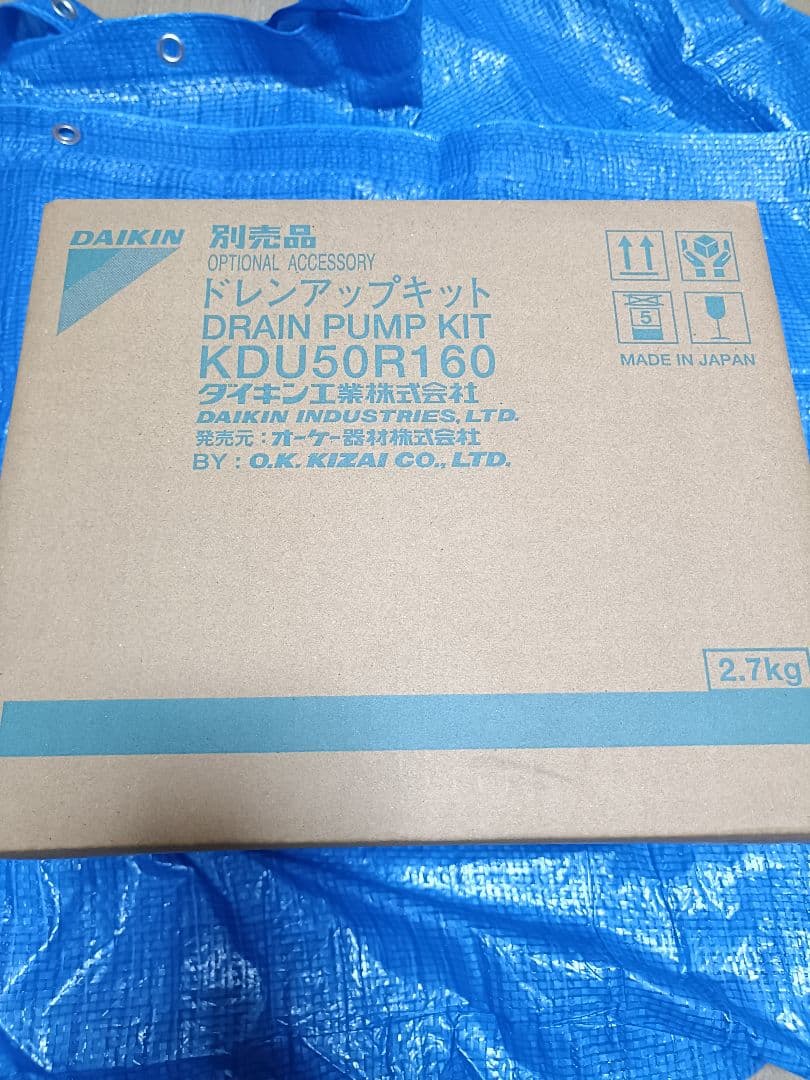 DAIKIN
別売品
OPTIONAL ACCESSORY
ドレンアップキット
DRAIN PUMP KIT
KDU50R160
ダイキン工業株式会社
DAIKIN INDUSTRIES, LTD.
発売元：オーケー器材株式会社
BY : O.K. KIZAI CO., LTD.
5
MADE IN JAPAN
2.7kg